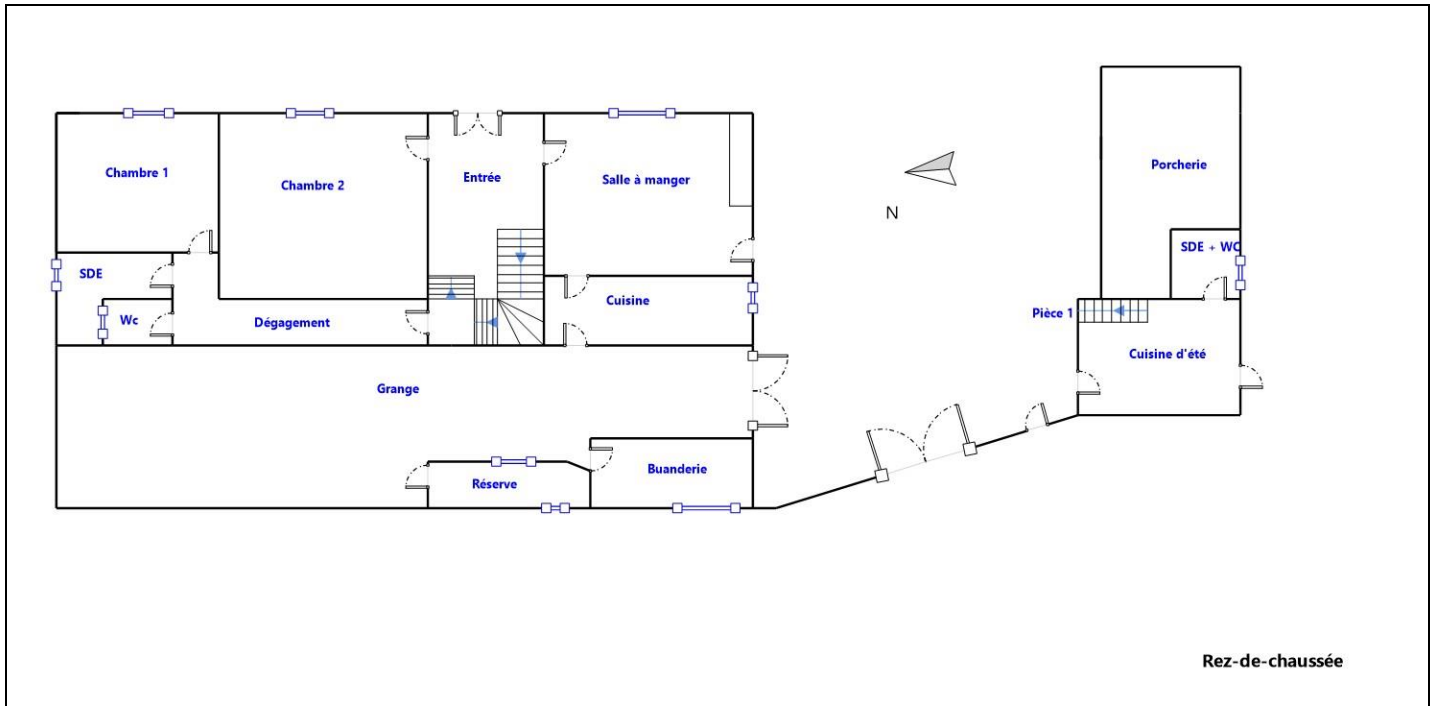 Porcherie
Chambre 1
Chambre 2
Entrée
Salle à manger
N
SDE + WC
SDE
Cuisine
Wc
Dégagement
Pièce 1
Cuisine d'été
Grange
Réserve
Buanderie
Rez-de-chaussée